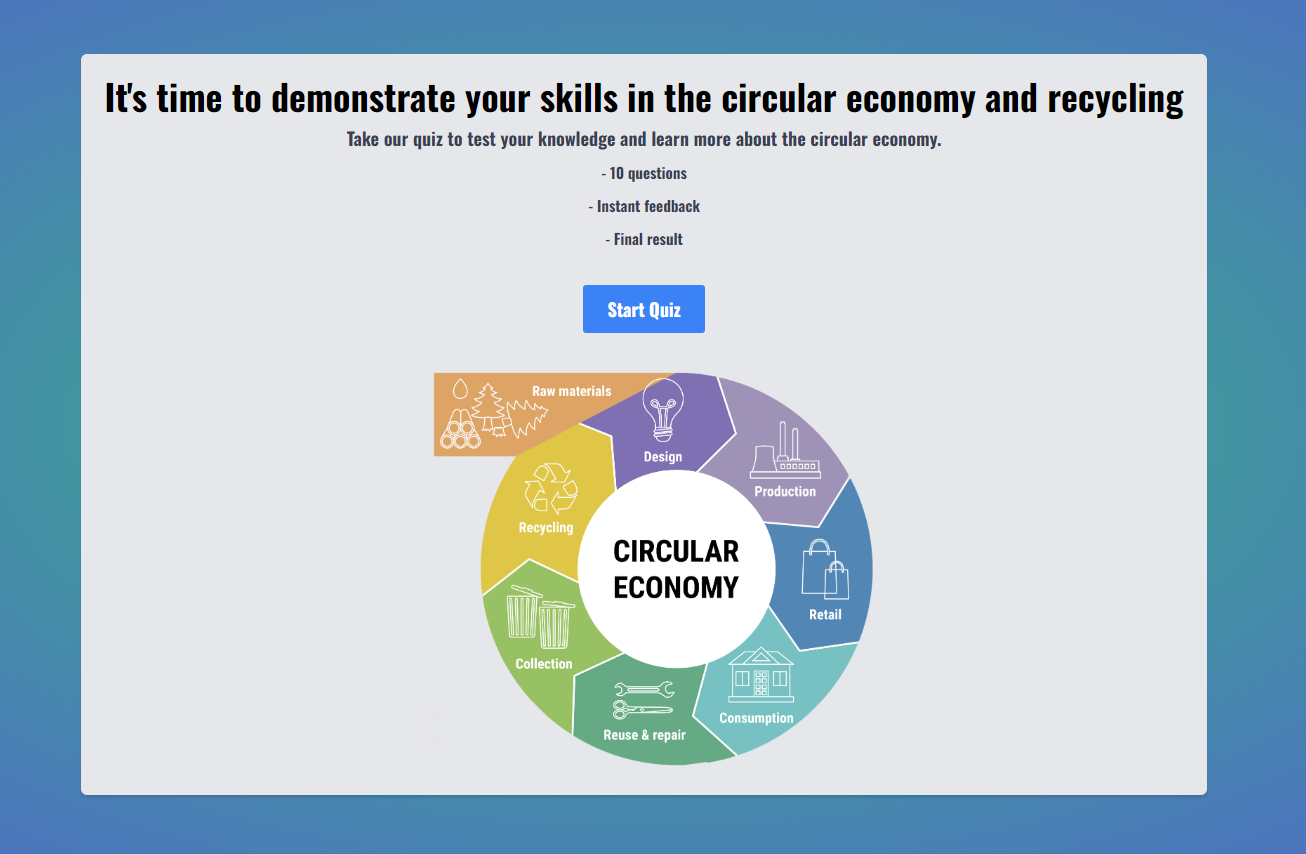 It's time to demonstrate your skills in the circular economy and recycling
Take our quiz to test your knowledge and learn more about the circular economy.
- 10 questions
- Instant feedback
- Final result
Start Quiz
Raw materials
Design
Production
Recycling
CIRCULAR
ECONOMY
Retail
Collection
Consumption
Reuse & repair